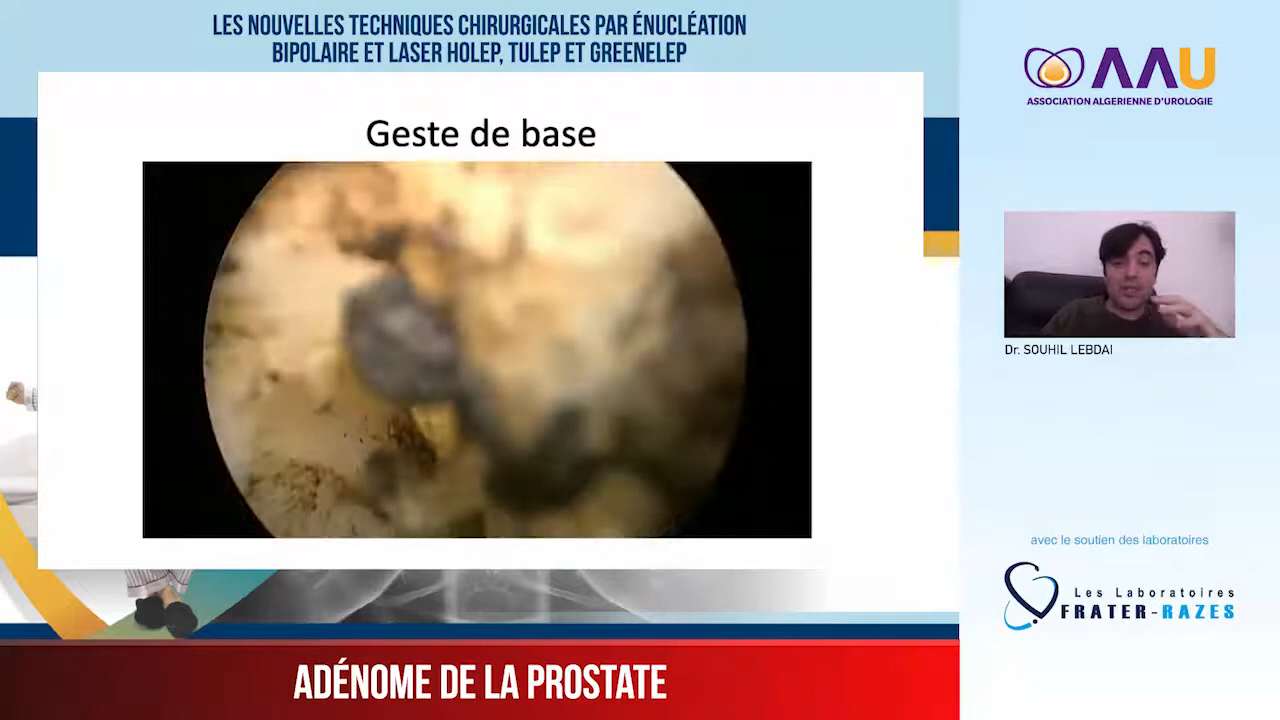 LES NOUVELLES TECHNIQUES CHIRURGICALES PAR ÉNUCLÉATION
BIPOLAIRE ET LASER HOLEP, TULEP ET GREENELEP
Geste de base
ADÉNOME DE LA PROSTATE
AAU
ASSOCIATION ALGERIENNE D'UROLOGIE
Dr. SOUHIL LEBDAI
avec le soutien des laboratoires
Les Laboratoires
FRATER-RAZES